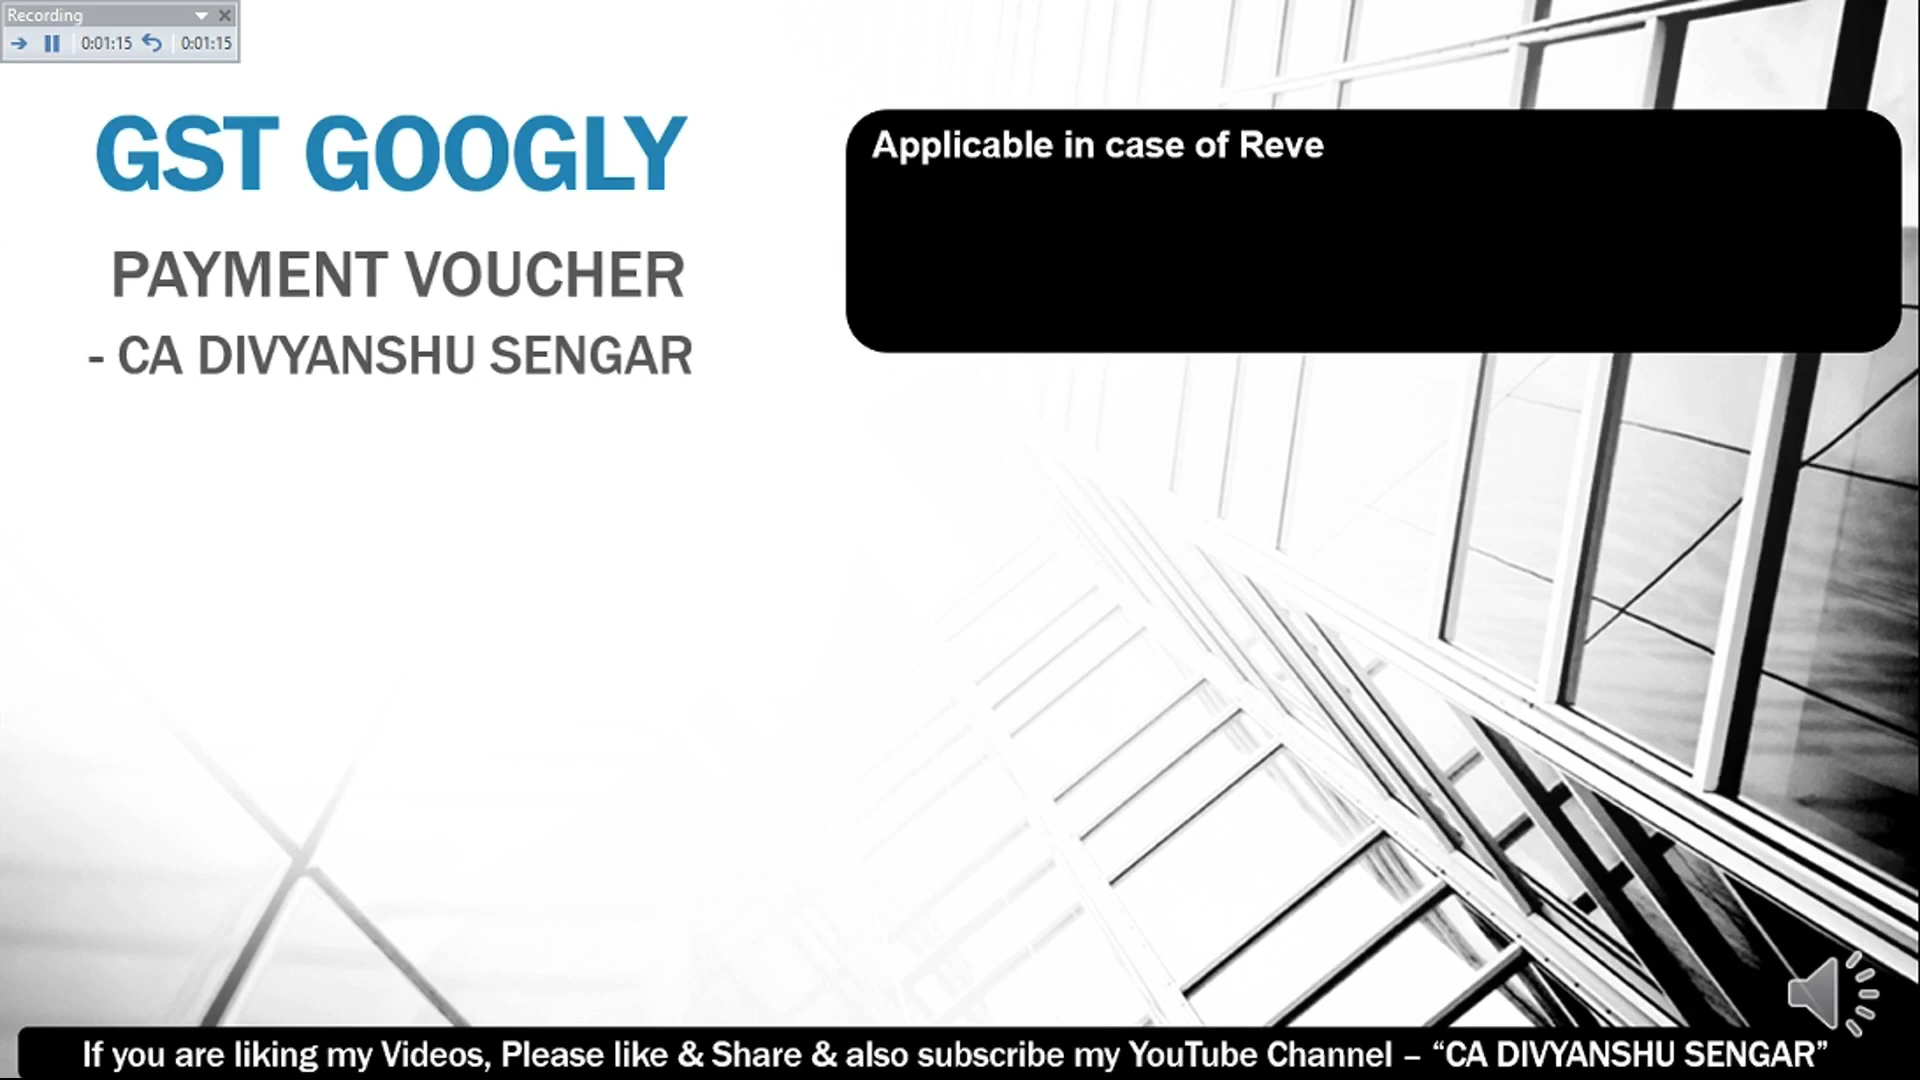 Recording
0:01:15 0:01:15
GST GOOGLY
PAYMENT VOUCHER
- CA DIVYANSHU SENGAR
Applicable in case of Reve
If you are liking my Videos, Please like & Share & also subscribe my YouTube Channel – “CA DIVYANSHU SENGAR”